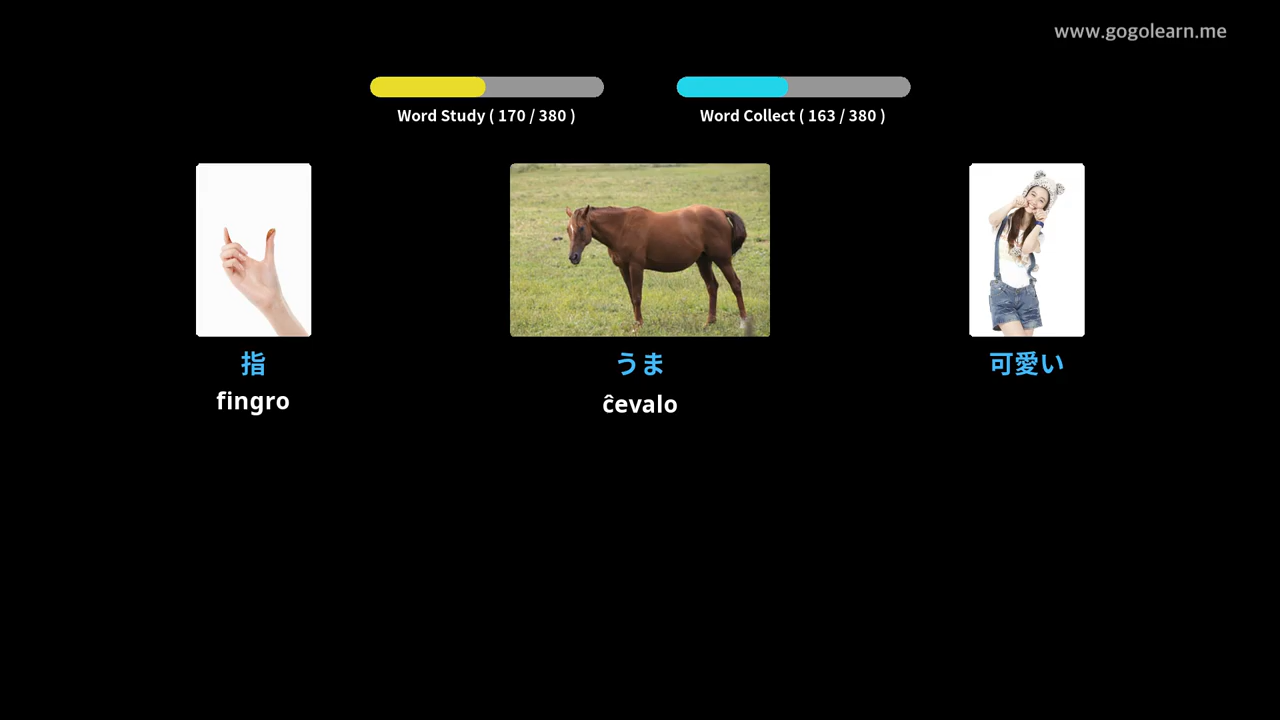 www.gogolearn.me
Word Study ( 170 / 380 )
Word Collect ( 163 / 380 )
指
fingro
うま
ĉevalo
可愛い